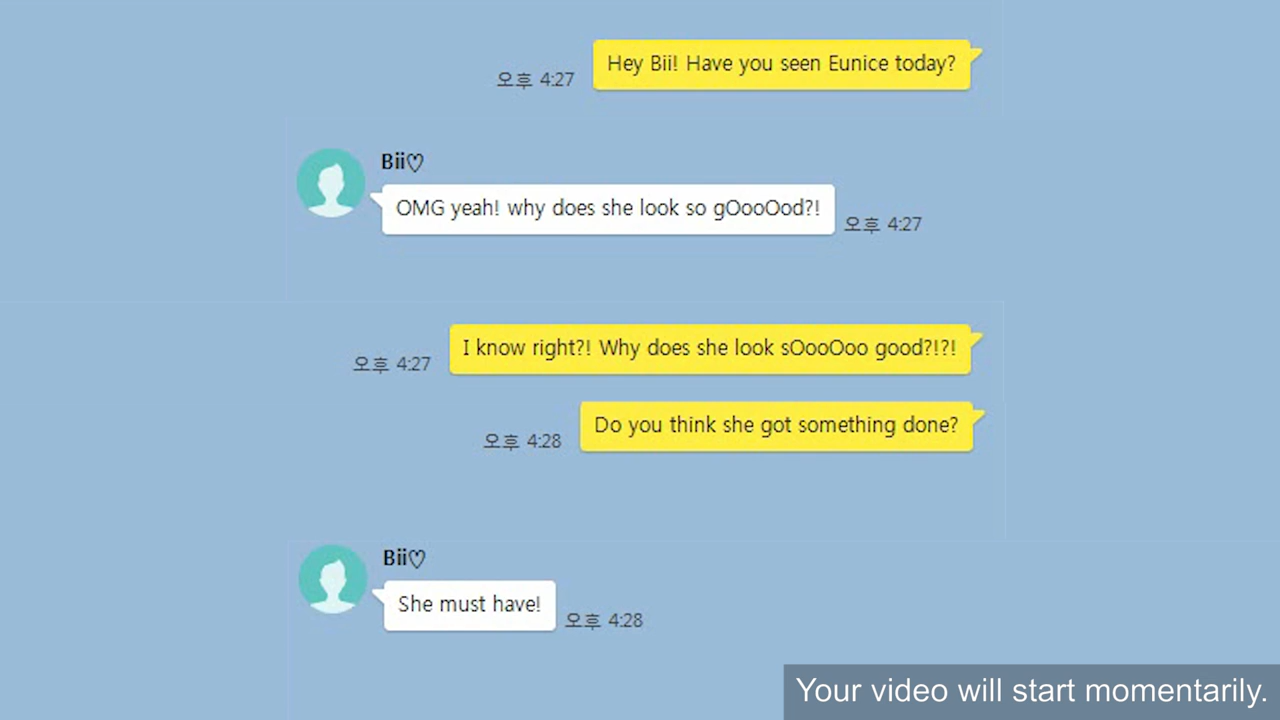 Hey Bii! Have you seen Eunice today?
오후 4:27
Bii♡
OMG yeah! why does she look so gOooOod?!
오후 4:27
I know right?! Why does she look sOooOoo good?!?!
오후 4:27
Do you think she got something done?
오후 4:28
Bii♡
She must have!
오후 4:28
Your video will start momentarily.